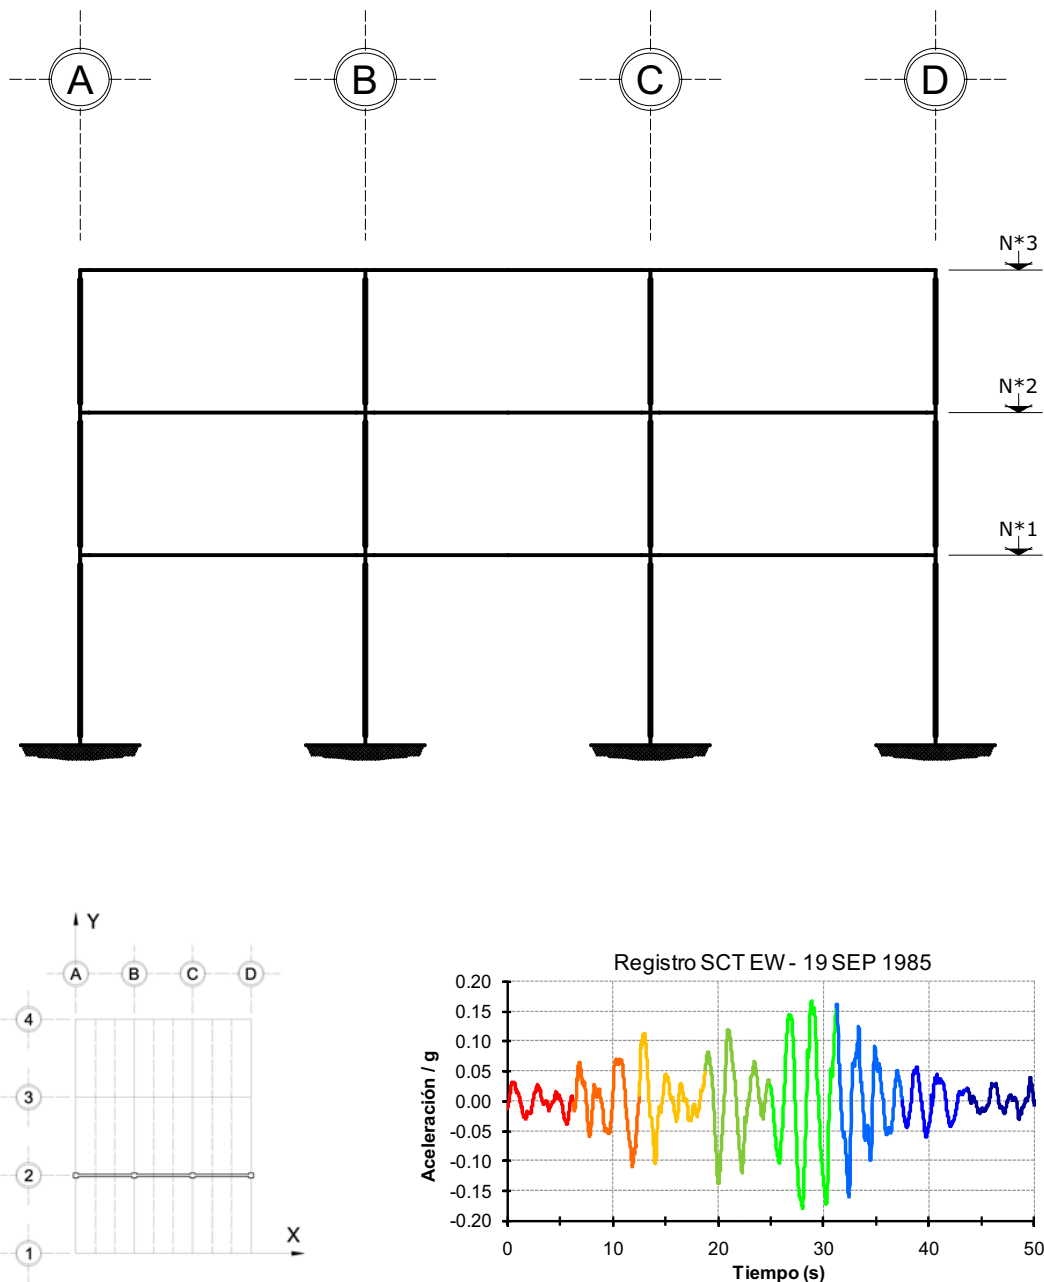 A B C D
N*3
N*2
N*1
Y
A B C D
4
3
2
1
X
Registro SCT EW - 19 SEP 1985
Aceleración / g
0.20
0.15
0.10
0.05
0.00
-0.05
-0.10
-0.15
-0.20
0 10 20 30 40 50
Tiempo (s)